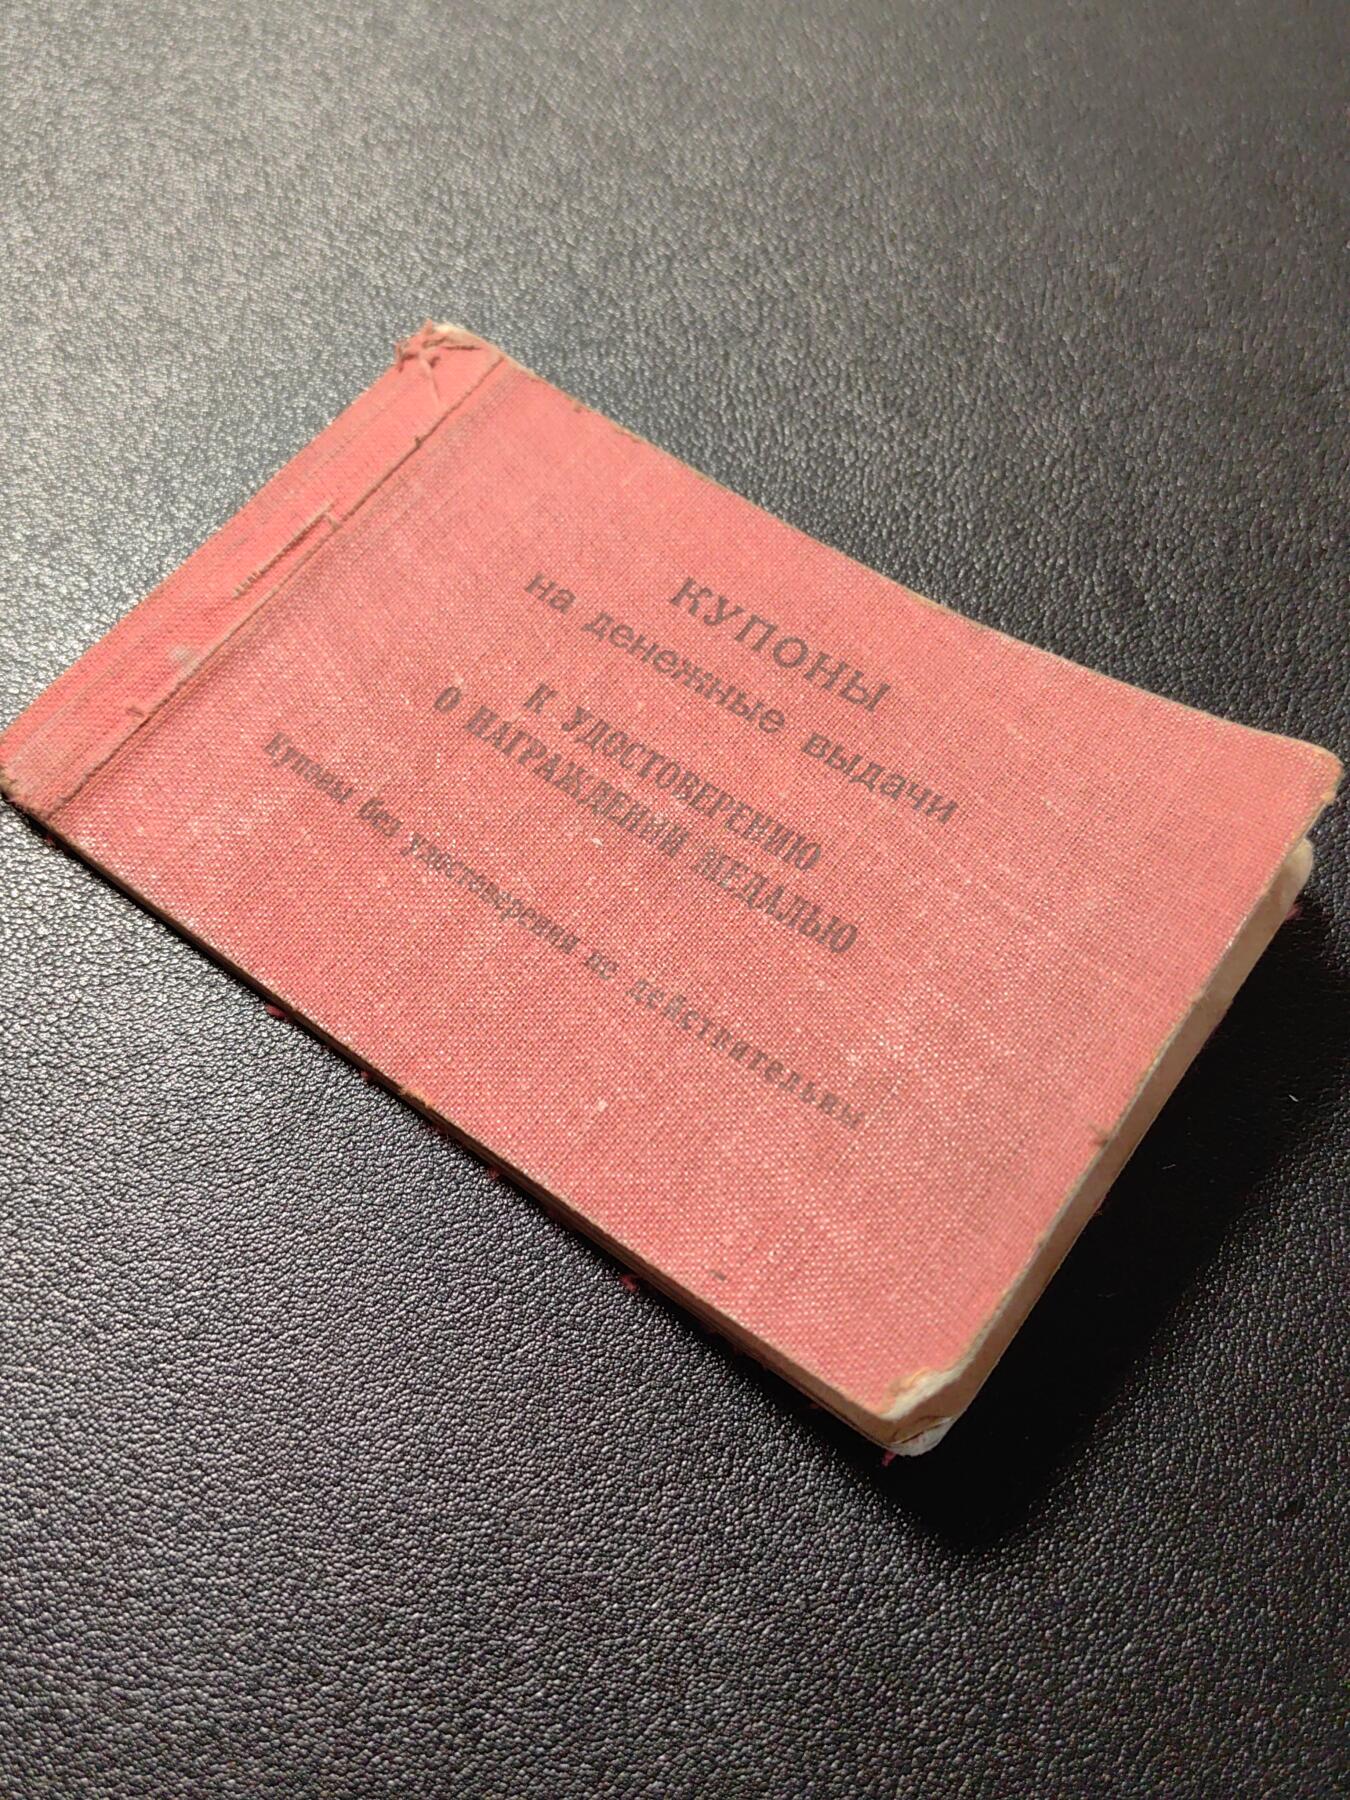 КУПОНЫ
на денежные выдачи
К УДОСТОВЕРЕНИЮ
О НАГРАЖДЕНИИ МЕДАЛЬЮ
Купоны без удостоверения не действительны